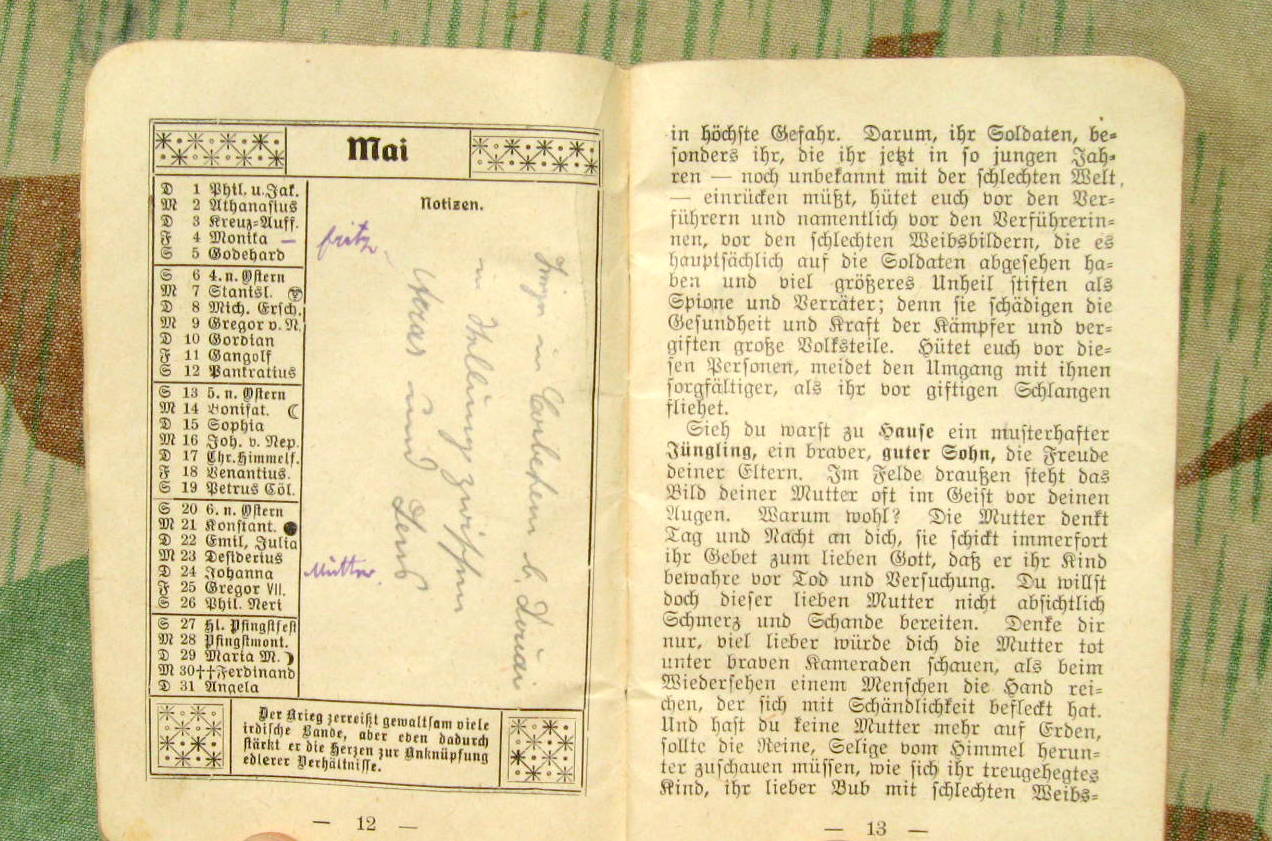 Mai
Notizen.
D 1 Phil. u. Jak.
M 2 Athanasius
D 3 Kreuz-Auff.
F 4 Monika —
fritz
S 5 Godehard
S 6 4. n. Ostern
M 7 Stanisl.
D 8 Mich. Ersch.
M 9 Gregor v. N.
D 10 Gordian
F 11 Gangolf
S 12 Pankratius
S 13 5. n. Ostern
M 14 Bonifat.
D 15 Sophia
M 16 Joh. v. Nep.
D 17 Chr. Himmelf.
F 18 Venantius.
S 19 Petrus Cöl.
S 20 6. n. Ostern
M 21 Konstant.
D 22 Emil, Julia
M 23 Desiderius
D 24 Johanna
Mutter
F 25 Gregor VII.
S 26 Phil. Neri
S 27 Hl. Pfingstfest
M 28 Pfingstmont.
D 29 Maria M.
M 30 ††Ferdinand
D 31 Angela
in Corbehem b. Douai
in Stellung zwischen
Arras und Lens
Der Krieg zerreißt gewaltsam viele
irdische Bande, aber eben dadurch
stärkt er die Herzen zur Anknüpfung
edlerer Verhältnisse.
— 12 —
in höchste Gefahr. Darum, ihr Soldaten, be-
sonders ihr, die ihr jetzt in so jungen Jah-
ren — noch unbekannt mit der schlechten Welt,
— einrücken müßt, hütet euch vor den Ver-
führern und namentlich vor den Verführerin-
nen, vor den schlechten Weibsbildern, die es
hauptsächlich auf die Soldaten abgesehen ha-
ben und viel größeres Unheil stiften als
Spione und Verräter; denn sie schädigen die
Gesundheit und Kraft der Kämpfer und ver-
giften große Volksteile. Hütet euch vor die-
sen Personen, meidet den Umgang mit ihnen
sorgfältiger, als ihr vor giftigen Schlangen
fliehet.
Sieh du warst zu Hause ein musterhafter
Jüngling, ein braver, guter Sohn, die Freude
deiner Eltern. Im Felde draußen steht das
Bild deiner Mutter oft im Geist vor deinen
Augen. Warum wohl? Die Mutter denkt
Tag und Nacht an dich, sie schickt immerfort
ihr Gebet zum lieben Gott, daß er ihr Kind
bewahre vor Tod und Versuchung. Du willst
doch dieser lieben Mutter nicht absichtlich
Schmerz und Schande bereiten. Denke dir
nur, viel lieber würde dich die Mutter tot
unter braven Kameraden schauen, als beim
Wiedersehen einem Menschen die Hand rei-
chen, der sich mit Schändlichkeit befleckt hat.
Und hast du keine Mutter mehr auf Erden,
sollte die Reine, Selige vom Himmel herun-
ter zuschauen müssen, wie sich ihr treugehegtes
Kind, ihr lieber Bub mit schlechten Weibs-
— 13 —